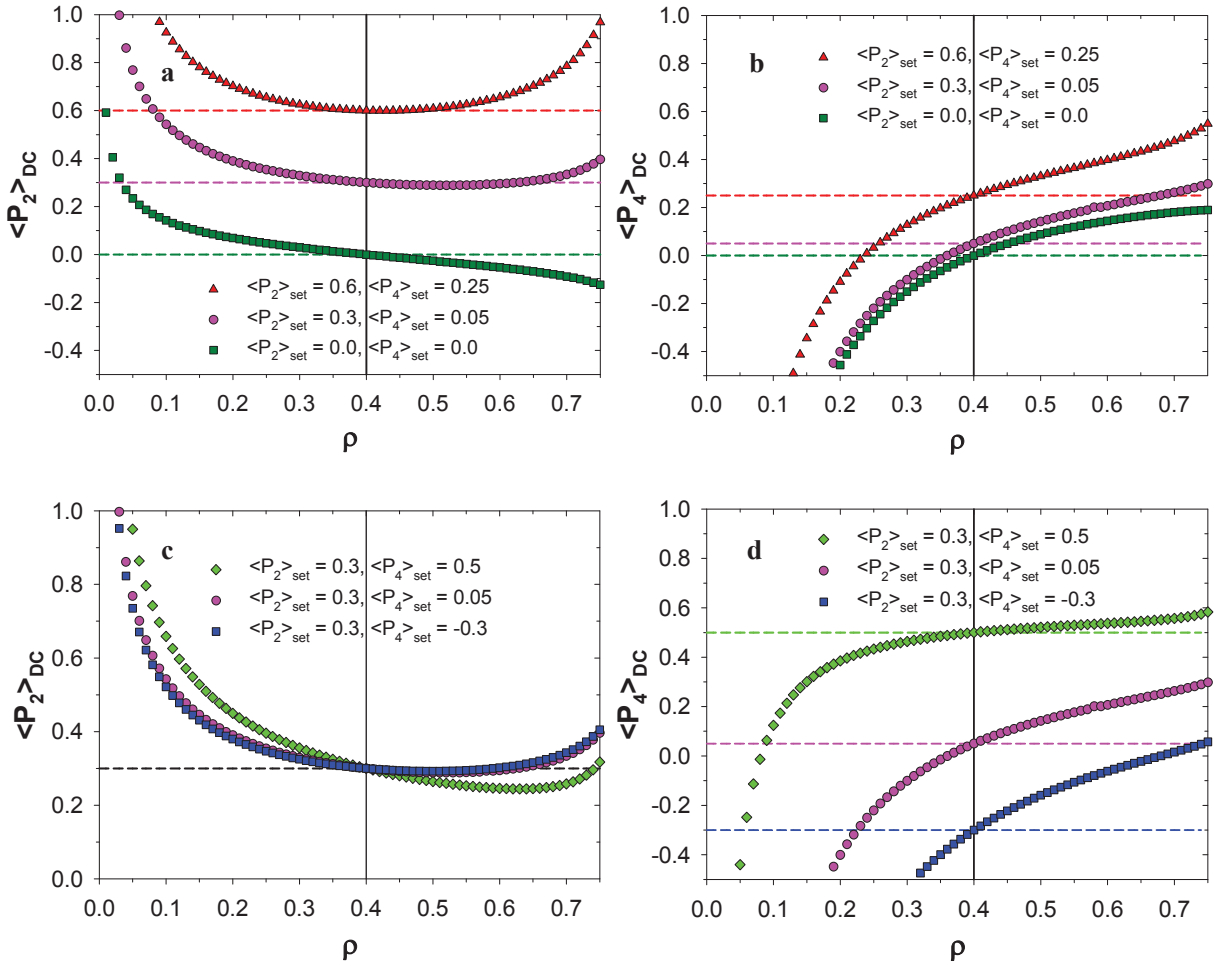 1.0
0.8
0.6
0.4
0.2
0.0
-0.2
-0.4
<P2>DC
a
<P2>set = 0.6, <P4>set = 0.25
<P2>set = 0.3, <P4>set = 0.05
<P2>set = 0.0, <P4>set = 0.0
0.0 0.1 0.2 0.3 0.4 0.5 0.6 0.7
ρ
1.0
0.8
0.6
0.4
0.2
0.0
-0.2
-0.4
<P4>DC
b
<P2>set = 0.6, <P4>set = 0.25
<P2>set = 0.3, <P4>set = 0.05
<P2>set = 0.0, <P4>set = 0.0
0.0 0.1 0.2 0.3 0.4 0.5 0.6 0.7
ρ
1.0
0.8
0.6
0.4
0.2
0.0
<P2>DC
c
<P2>set = 0.3, <P4>set = 0.5
<P2>set = 0.3, <P4>set = 0.05
<P2>set = 0.3, <P4>set = -0.3
0.0 0.1 0.2 0.3 0.4 0.5 0.6 0.7
ρ
1.0
0.8
0.6
0.4
0.2
0.0
-0.2
-0.4
<P4>DC
d
<P2>set = 0.3, <P4>set = 0.5
<P2>set = 0.3, <P4>set = 0.05
<P2>set = 0.3, <P4>set = -0.3
0.0 0.1 0.2 0.3 0.4 0.5 0.6 0.7
ρ